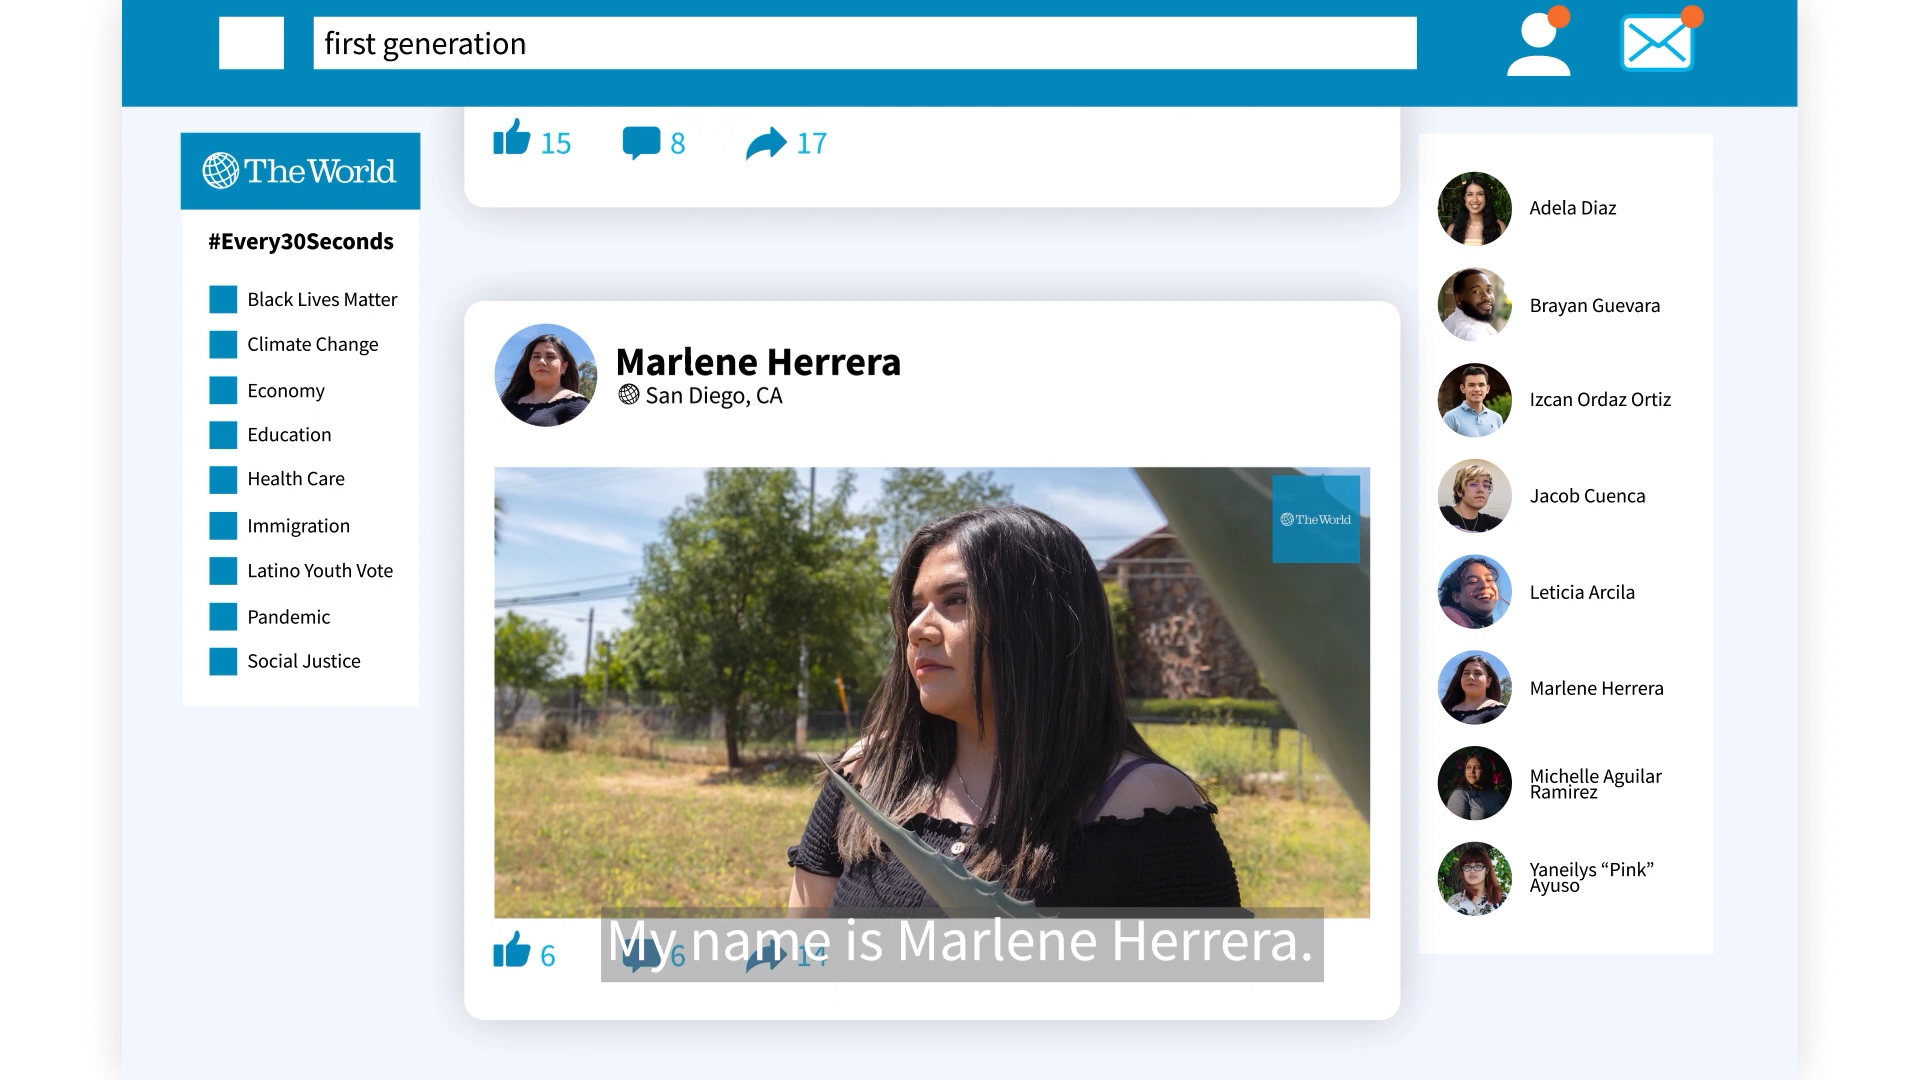 first generation
The World
#Every30Seconds
Black Lives Matter
Climate Change
Economy
Education
Health Care
Immigration
Latino Youth Vote
Pandemic
Social Justice
15 8 17
Marlene Herrera
San Diego, CA
The World
6 6 14
My name is Marlene Herrera.
Adela Diaz
Brayan Guevara
Izcan Ordaz Ortiz
Jacob Cuenca
Leticia Arcila
Marlene Herrera
Michelle Aguilar
Ramirez
Yaneilys “Pink”
Ayuso